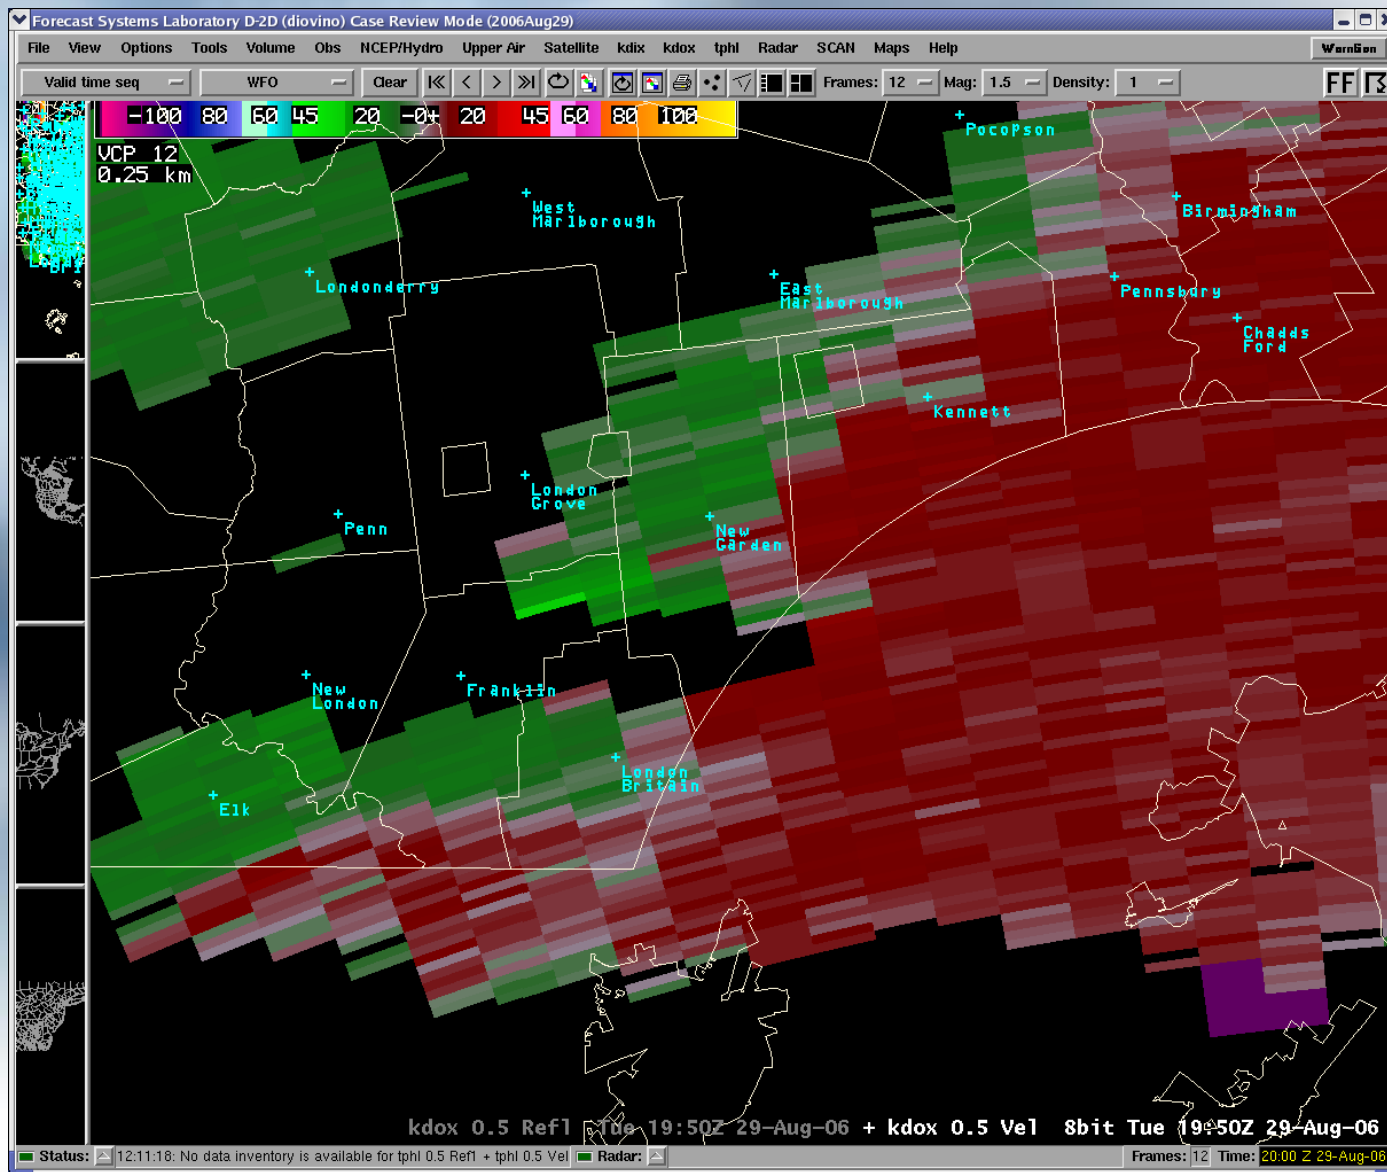 Forecast Systems Laboratory D-2D (diovino) Case Review Mode (2006Aug29)
File View Options Tools Volume Obs NCEP/Hydro Upper Air Satellite kdix kdox tphl Radar SCAN Maps Help WarnGen
Valid time seq WFO Clear Frames: 12 Mag: 1.5 Density: 1 FF
-100 80 60 45 20 -0+ 20 45 60 80 100
VCP 12
0.25 km
Pocopson
West
Marlborough
Birmingham
Londonderry
East
Marlborough
Pennsbury
Chadds
Ford
Kennett
London
Grove
Penn
New
Garden
New
London
Franklin
London
Britain
Elk
kdox 0.5 Refl Tue 19:50Z 29-Aug-06 + kdox 0.5 Vel 8bit Tue 19:50Z 29-Aug-06
Status: 12:11:18: No data inventory is available for tphl 0.5 Refl + tphl 0.5 Vel Radar: Frames: 12 Time: 20:00 Z 29-Aug-06